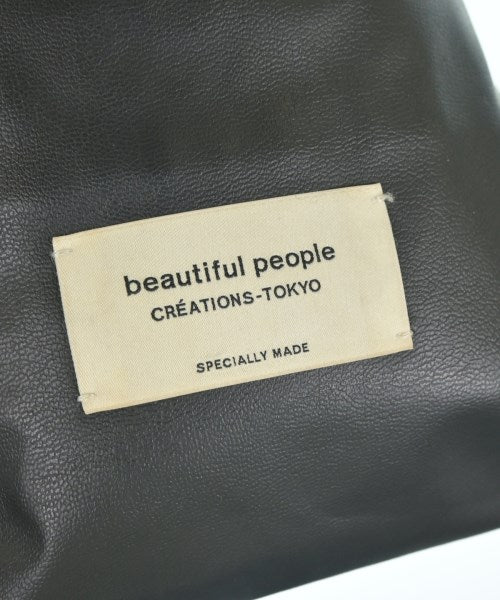 beautiful people
CRÉATIONS-TOKYO
SPECIALLY MADE